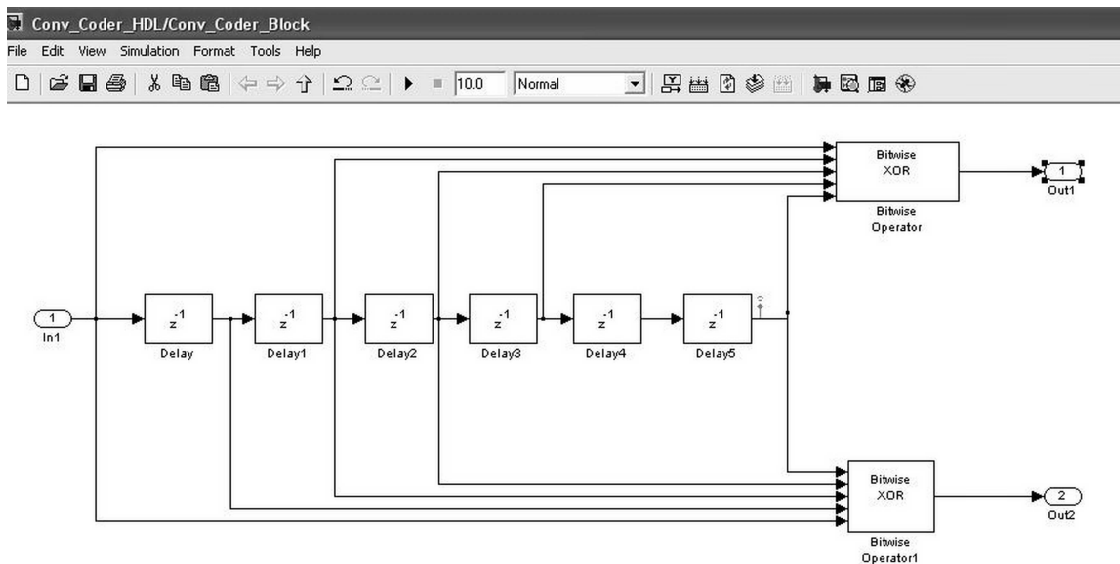 Conv_Coder_HDL/Conv_Coder_Block
File Edit View Simulation Format Tools Help
10.0 Normal
Bitwise
XOR
Bitwise
Operator
1
Out1
1
In1
z-1
Delay
z-1
Delay1
z-1
Delay2
z-1
Delay3
z-1
Delay4
z-1
Delay5
Bitwise
XOR
Bitwise
Operator1
2
Out2